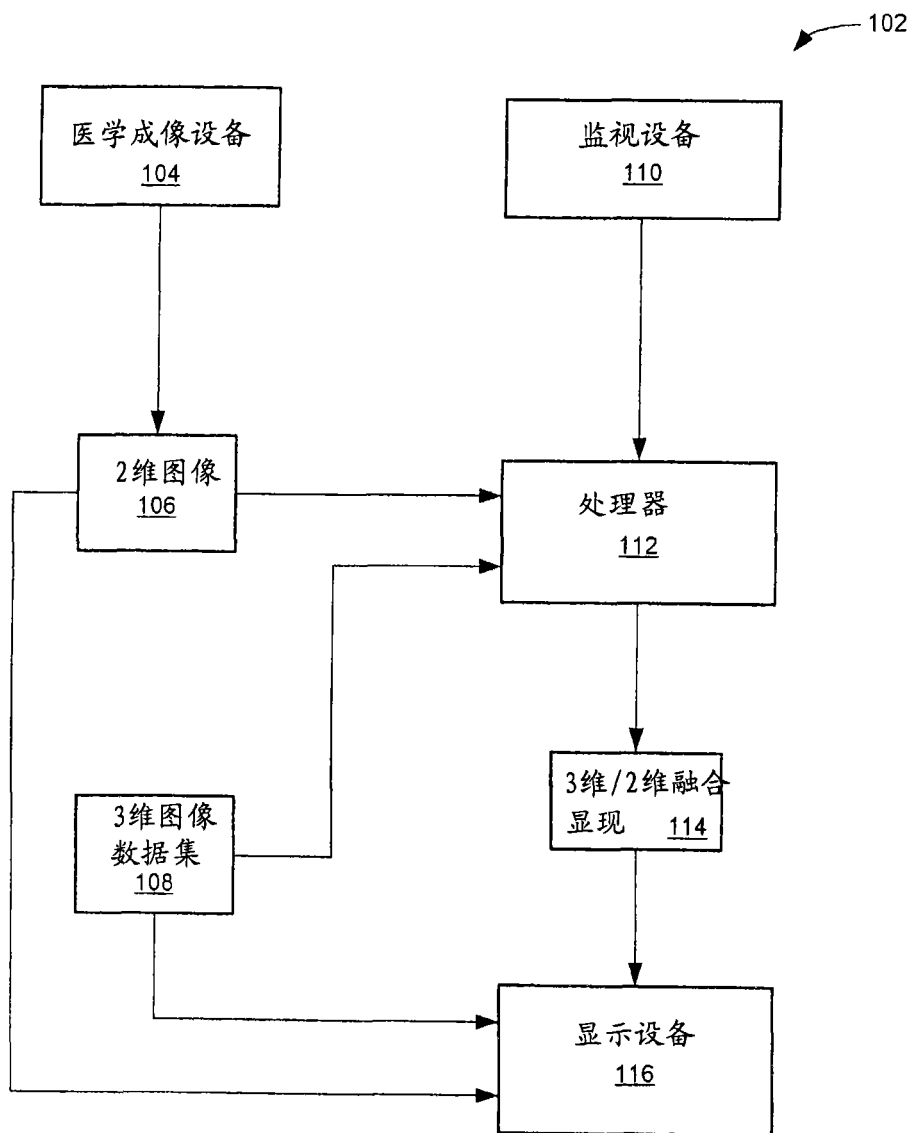 102
医学成像设备
104
监视设备
110
2维图像
106
处理器
112
3维/2维融合
显现 114
3维图像
数据集
108
显示设备
116